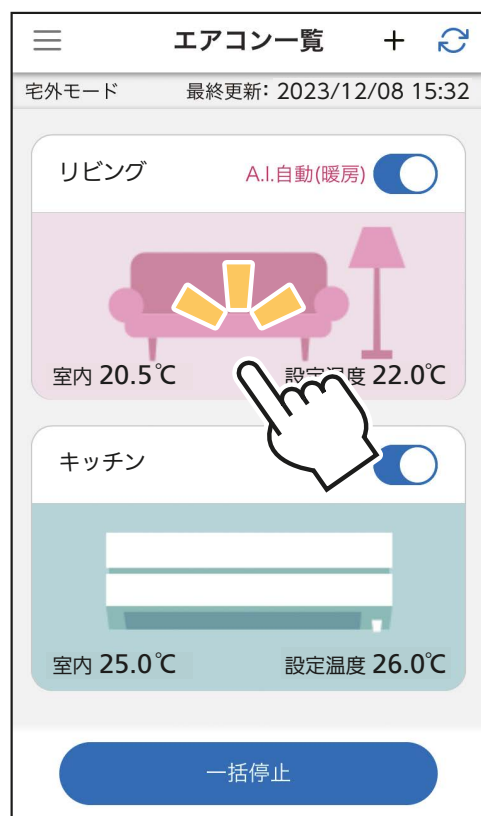 エアコン一覧 +
宅外モード 最終更新: 2023/12/08 15:32
リビング A.I.自動(暖房)
室内 20.5℃ 設定温度 22.0℃
キッチン
室内 25.0℃ 設定温度 26.0℃
一括停止